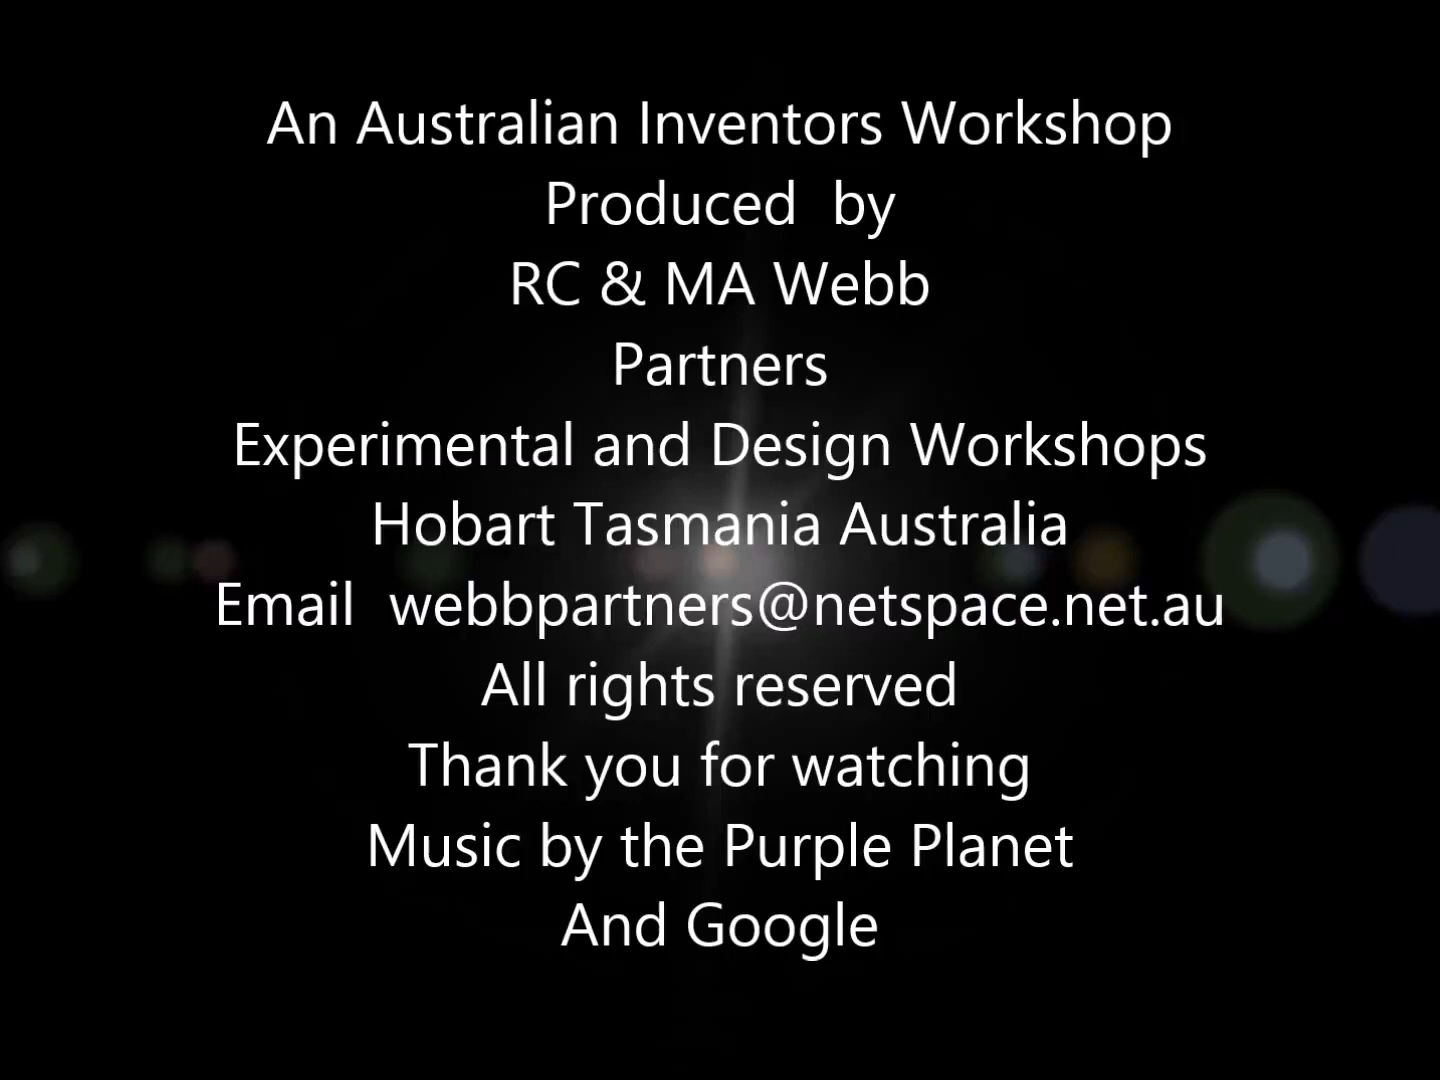 An Australian Inventors Workshop
Produced  by
RC & MA Webb
Partners
Experimental and Design Workshops
Hobart Tasmania Australia
Email  webbpartners@netspace.net.au
All rights reserved
Thank you for watching
Music by the Purple Planet
And Google